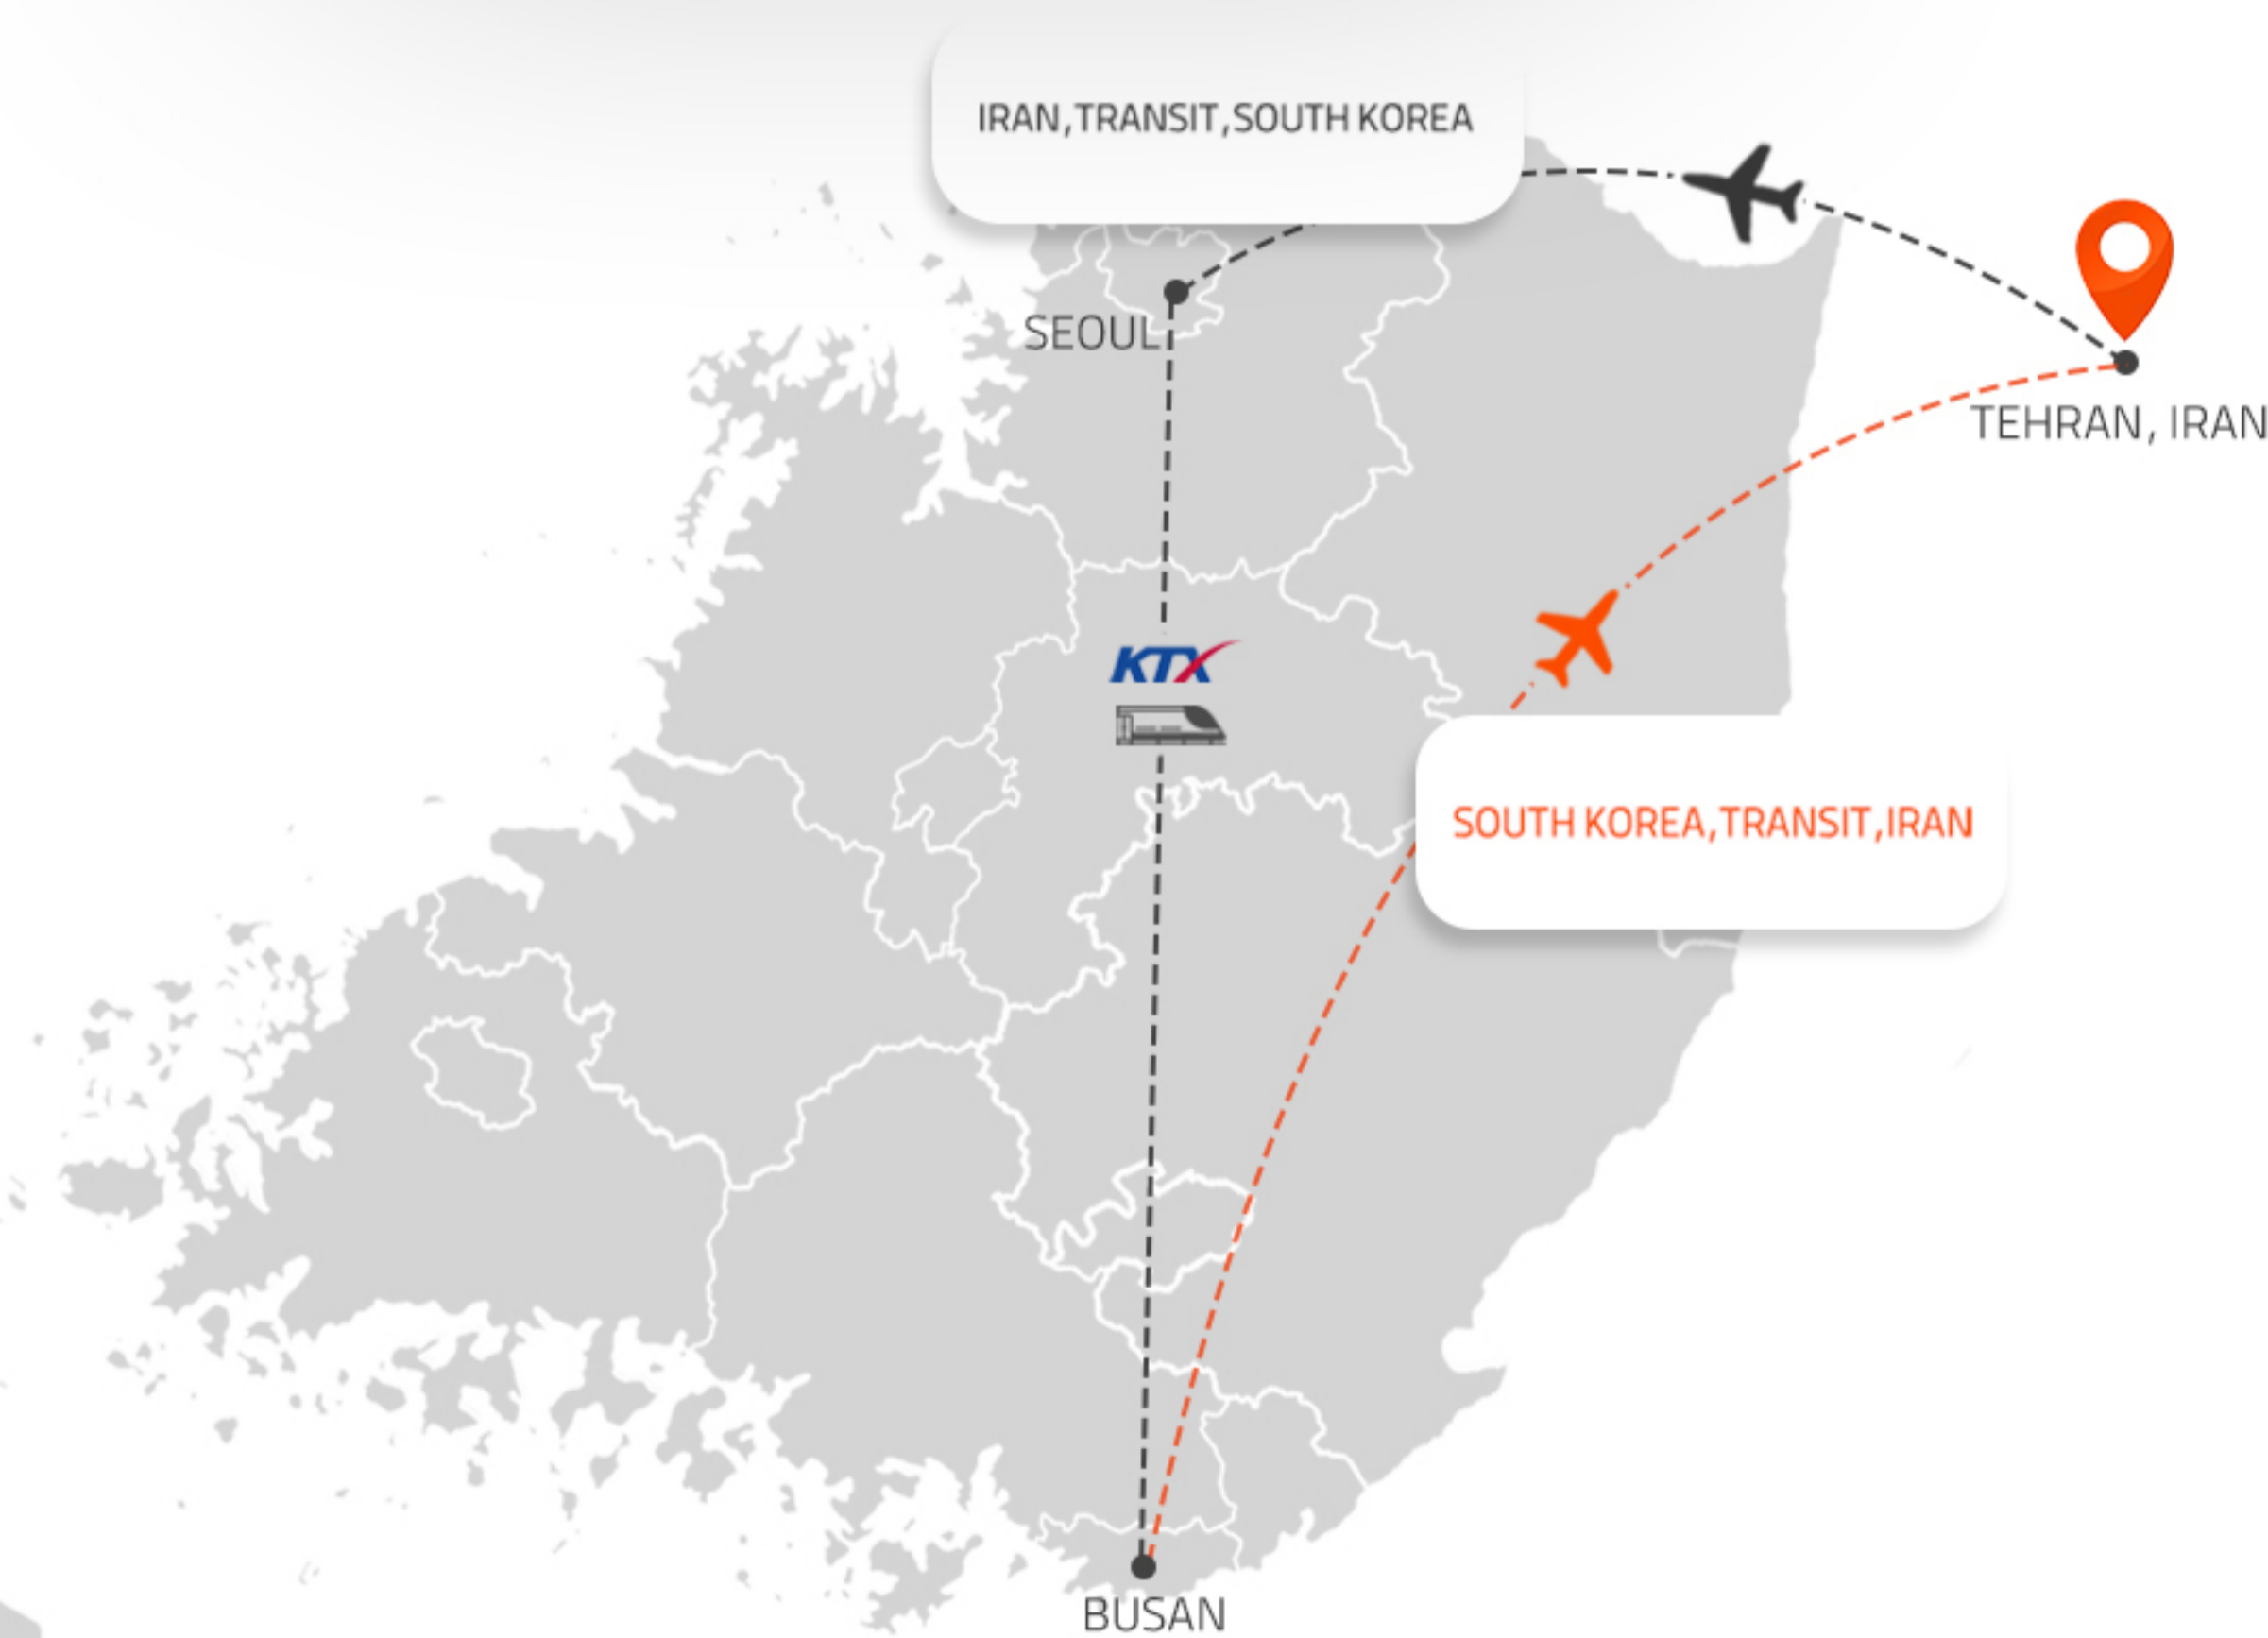 IRAN,TRANSIT,SOUTH KOREA
SEOUL
TEHRAN, IRAN
KTX
SOUTH KOREA,TRANSIT,IRAN
BUSAN